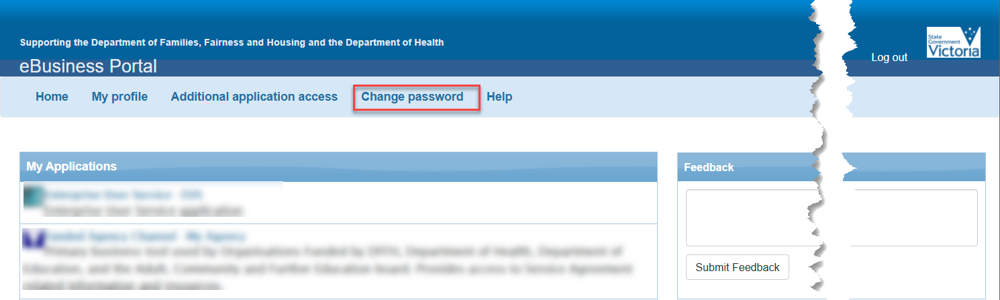 Supporting the Department of Families, Fairness and Housing and the Department of Health
eBusiness Portal
Log out
State
Government
Victoria
Home My profile Additional application access Change password Help
My Applications
Enterprise User Service
Enterprise User Service application
Funded Agency Channel - My Agency
Primary business tool used by Organisations Funded by DFFH, Department of Health, Department of
Education, and the Adult, Community and Further Education board. Provides access to Service Agreement
related information and resources.
Feedback
Submit Feedback